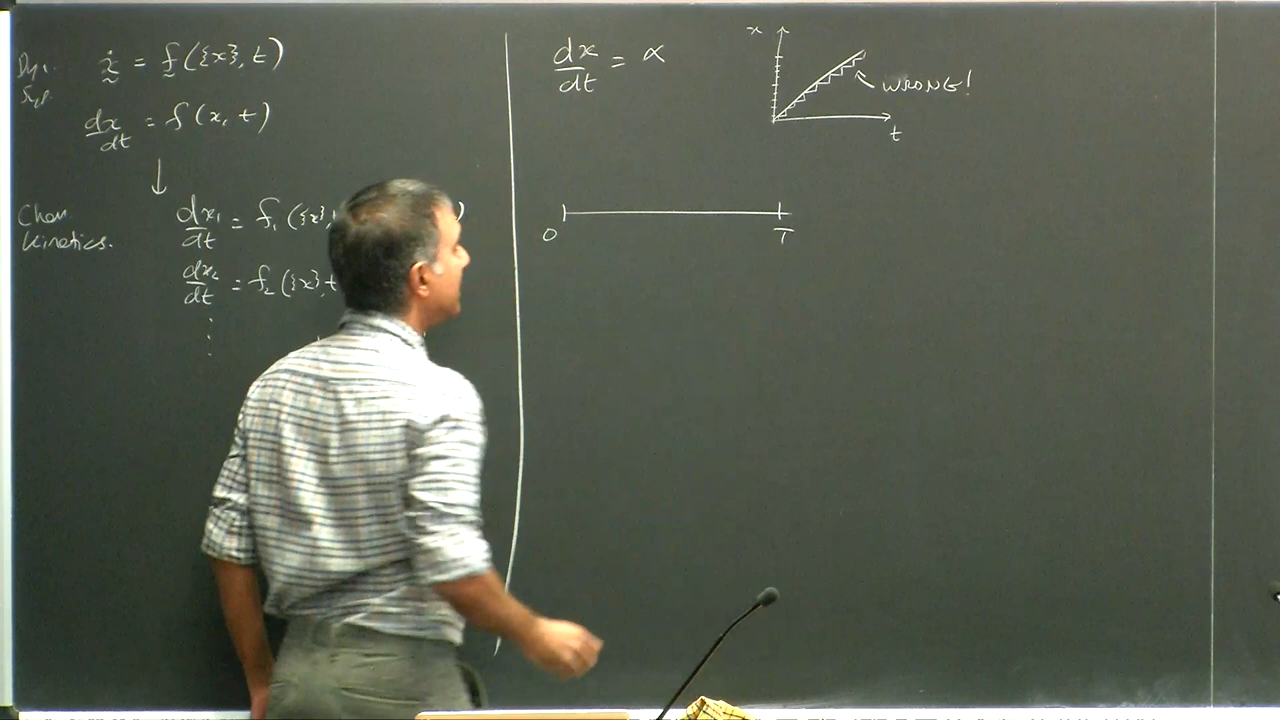 Dyn.
Sys.
ẋ = f({x}, t)
dx/dt = f(x, t)
↓
Chem.
Kinetics.
dx₁/dt = f₁({x},
dx₂/dt = f₂({x}, t
⋮
dx/dt = α
x
t
WRONG!
0
T